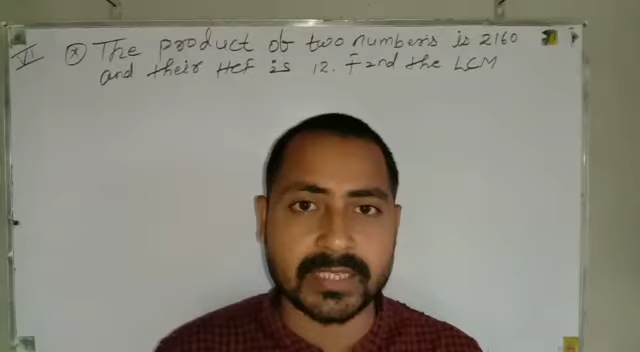 VI ※ The product of two numbers is 2160
and their HCF is 12. Find the LCM